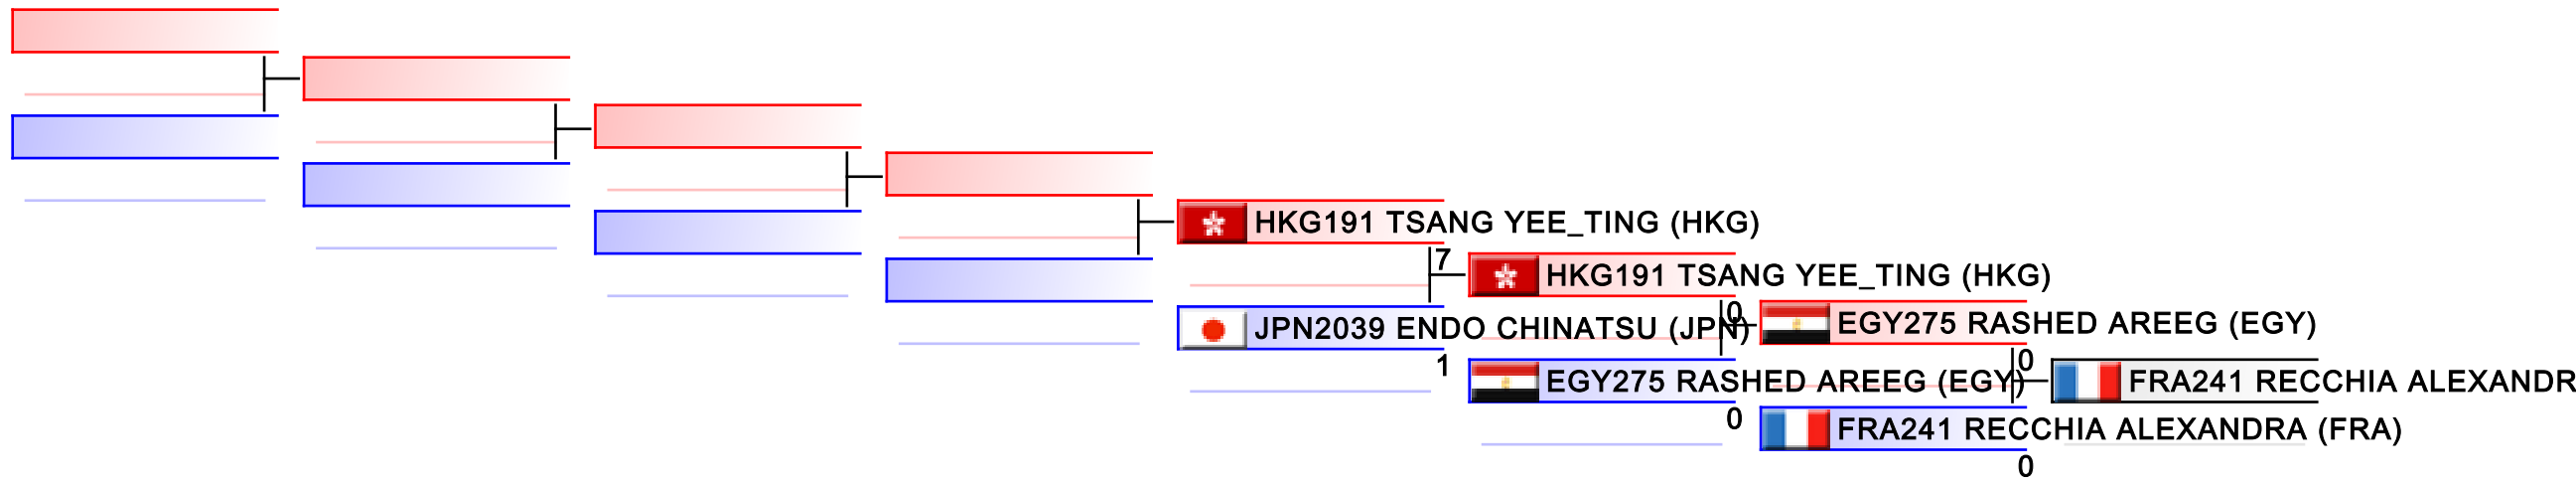 HKG191 TSANG YEE_TING (HKG)
7
HKG191 TSANG YEE_TING (HKG)
0
JPN2039 ENDO CHINATSU (JPN)
EGY275 RASHED AREEG (EGY)
1
0
EGY275 RASHED AREEG (EGY)
FRA241 RECCHIA ALEXANDR
0
FRA241 RECCHIA ALEXANDRA (FRA)
0